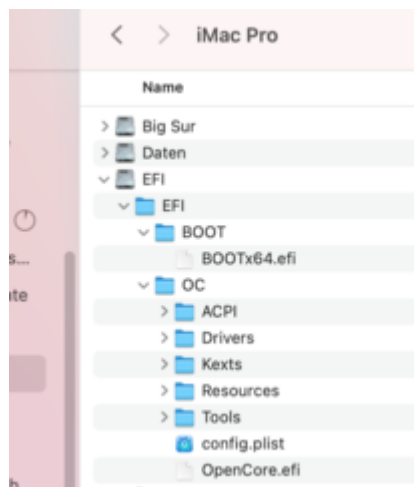 iMac Pro
Name
Big Sur
Daten
EFI
EFI
BOOT
BOOTx64.efi
OC
ACPI
Drivers
Kexts
Resources
Tools
config.plist
OpenCore.efi